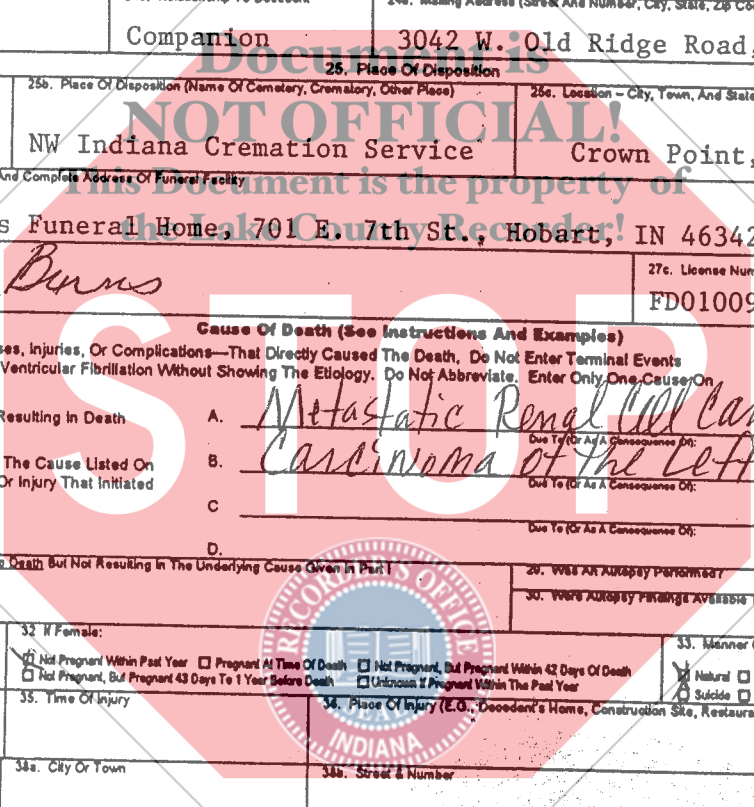 Companion
3042 W. Old Ridge Road,
Document is
25. Place Of Disposition
25b. Place Of Disposition (Name Of Cemetery, Crematory, Other Place)
25c. Location – City, Town, And State
NOT OFFICIAL!
NW Indiana Cremation Service
Crown Point,
And Complete Address Of Funeral Facility
This Document is the property of
the Lake County Recorder!
s Funeral Home, 701 E. 7th St., Hobart, IN 46342
Burns
27c. License Num
FD01009
STOP
Cause Of Death (See Instructions And Examples)
ses, Injuries, Or Complications—That Directly Caused The Death. Do Not Enter Terminal Events
Ventricular Fibrillation Without Showing The Etiology. Do Not Abbreviate. Enter Only One Cause On
Resulting In Death
A. Metastatic Renal Cell Can
Due To (Or As A Consequence Of):
The Cause Listed On
B. Carcinoma of the Left
Or Injury That Initiated
Due To (Or As A Consequence Of):
C
Due To (Or As A Consequence Of):
D.
Death But Not Resulting In The Underlying Cause Given In Part I
29. Was An Autopsy Performed?
30. Were Autopsy Findings Available
RECORDER'S OFFICE
SEAL
INDIANA
32 If Female:
Not Pregnant Within Past Year
Pregnant At Time Of Death
Not Pregnant, But Pregnant Within 42 Days Of Death
Not Pregnant, But Pregnant 43 Days To 1 Year Before Death
Unknown If Pregnant Within The Past Year
33. Manner
Natural
Suicide
35. Time Of Injury
36. Place Of Injury (E.G., Decedent's Home, Construction Site, Restaura
38a. City Or Town
38b. Street & Number